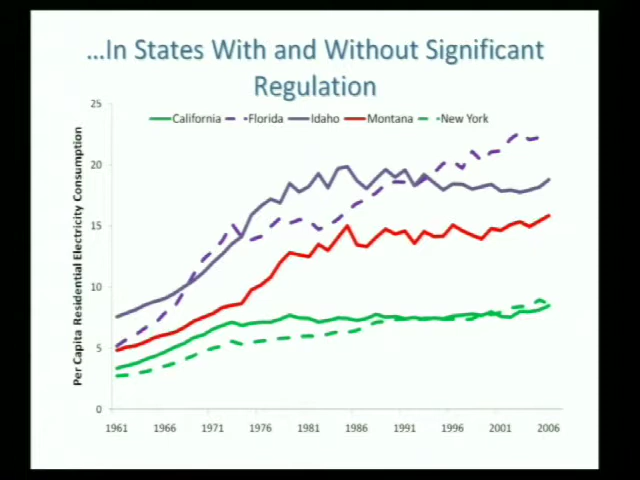 …In States With and Without Significant
Regulation
California Florida Idaho Montana New York
Per Capita Residential Electricity Consumption
25
20
15
10
5
0
1961 1966 1971 1976 1981 1986 1991 1996 2001 2006